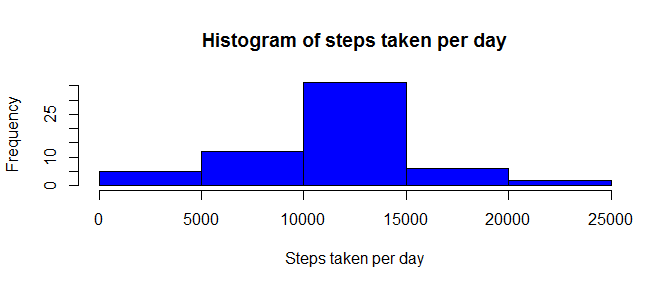 Histogram of steps taken per day
Frequency
25
10
0
0 5000 10000 15000 20000 25000
Steps taken per day